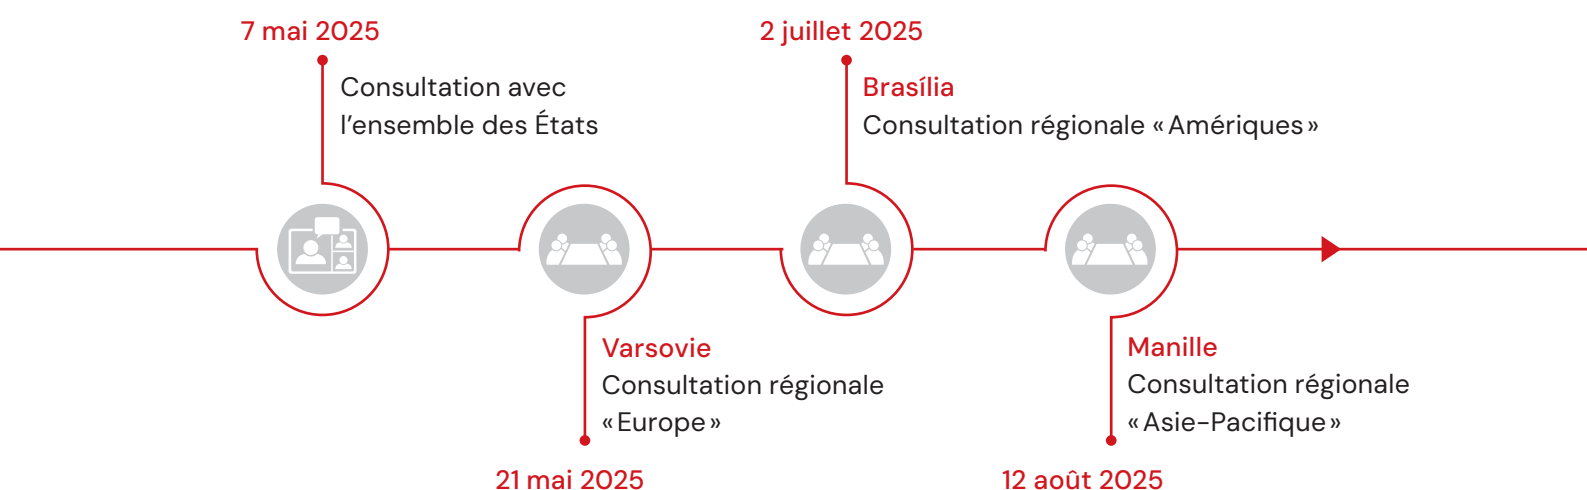 7 mai 2025
Consultation avec
l’ensemble des États
Varsovie
Consultation régionale
«Europe»
21 mai 2025
2 juillet 2025
Brasília
Consultation régionale «Amériques»
Manille
Consultation régionale
«Asie-Pacifique»
12 août 2025